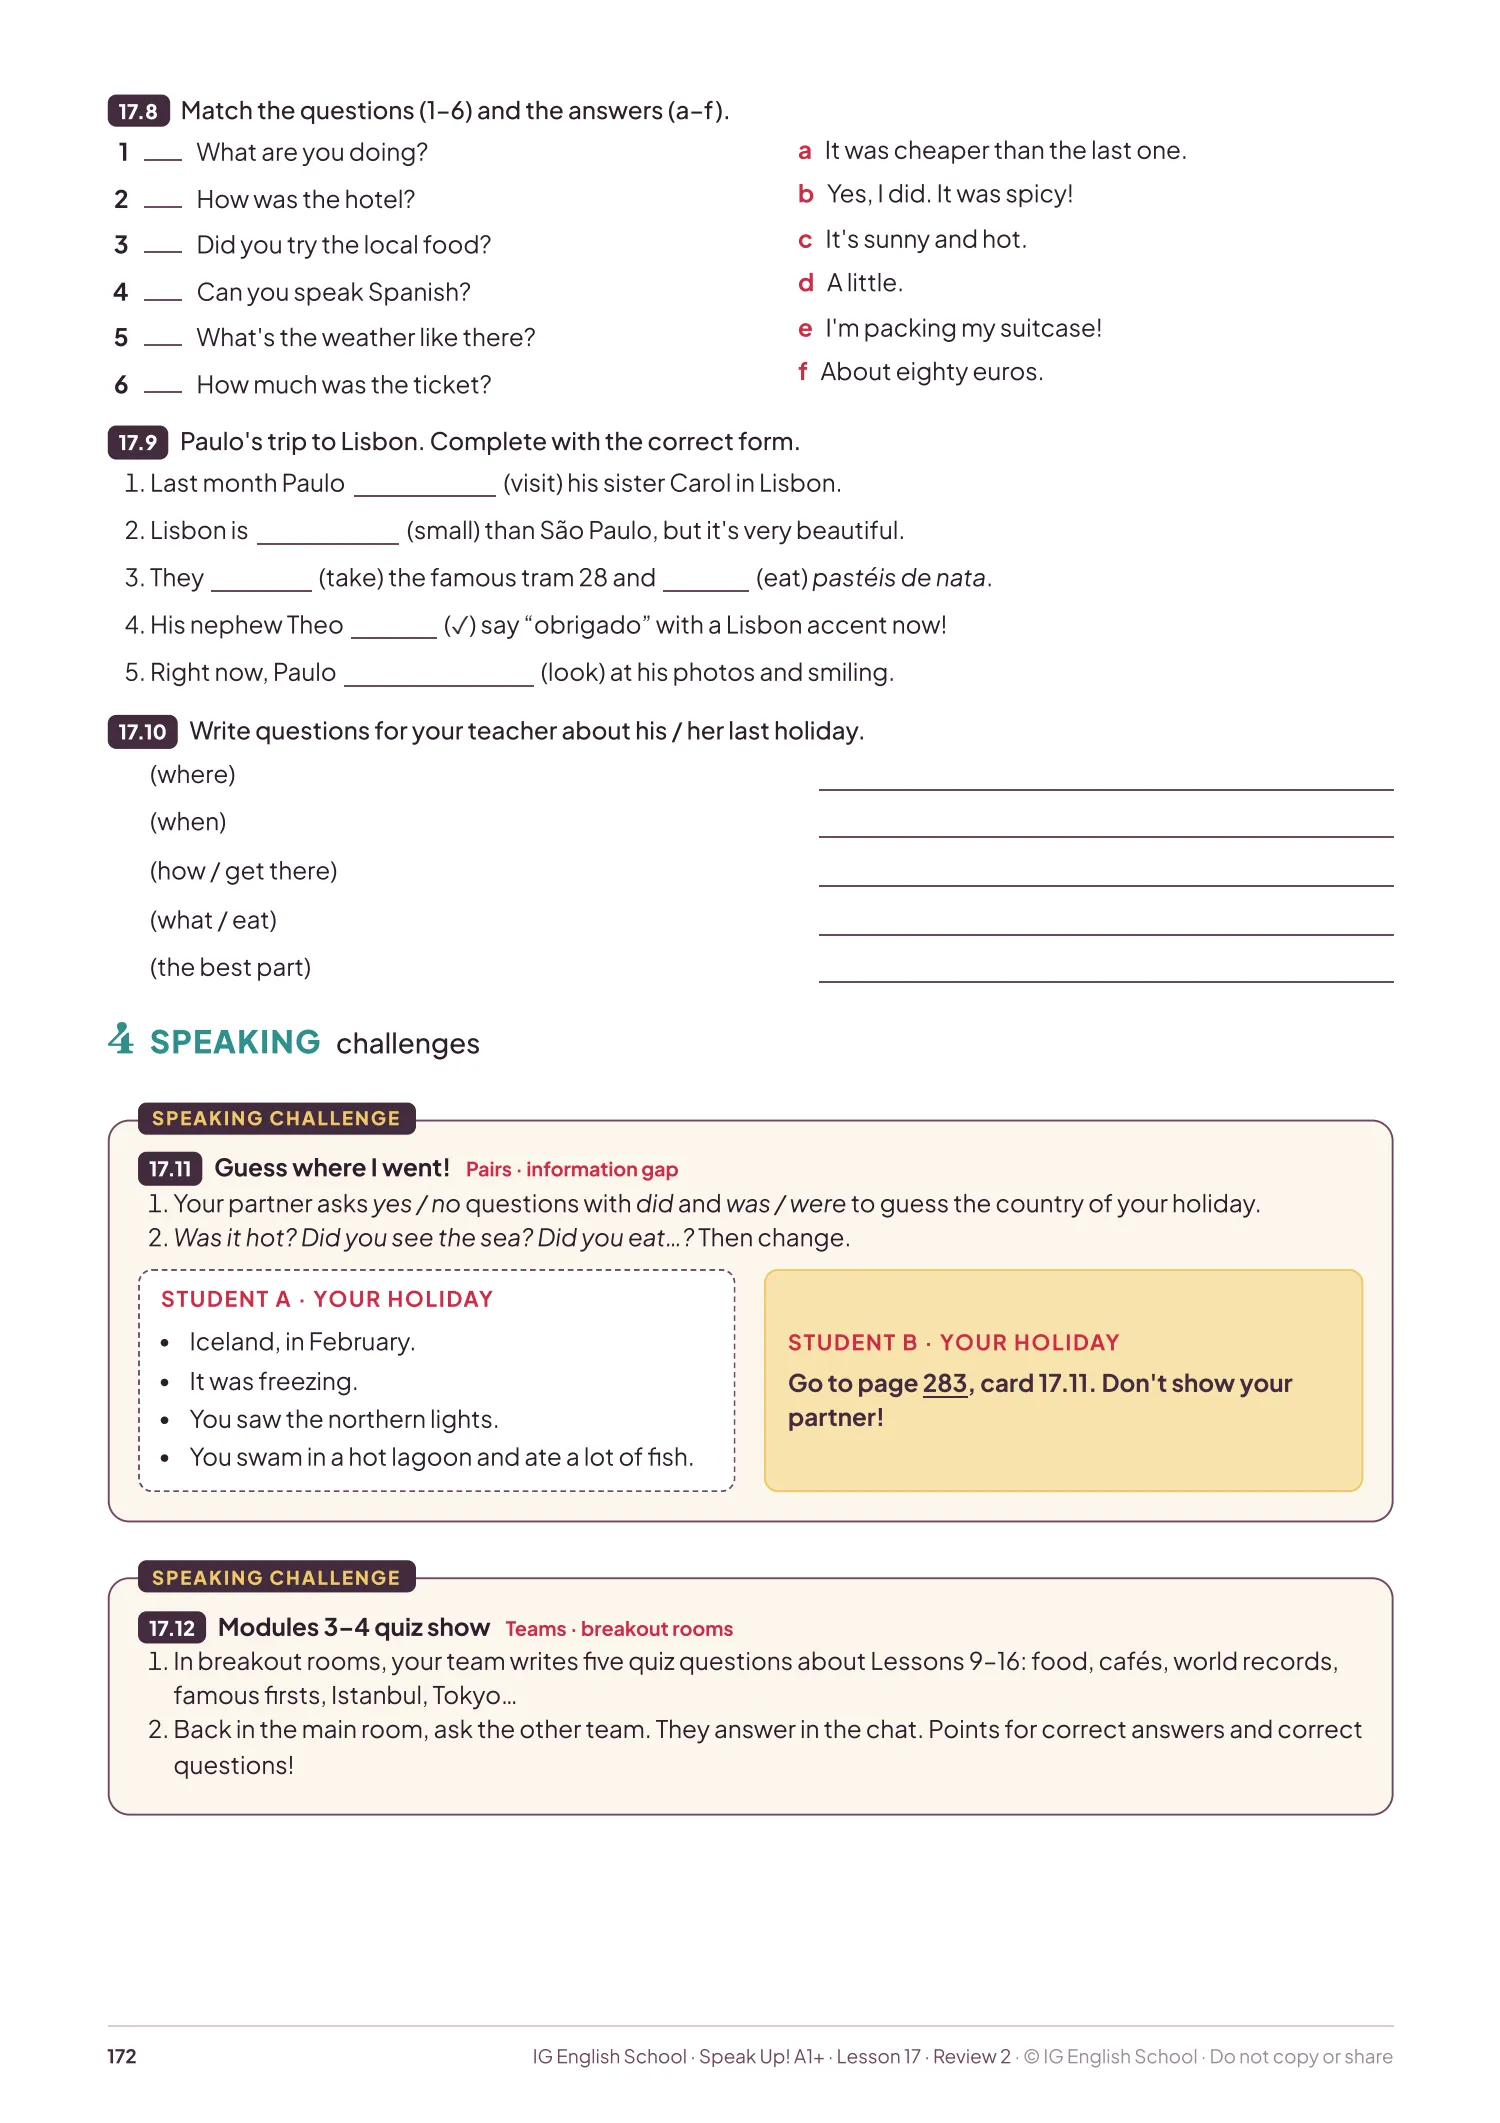 17.8 Match the questions (1–6) and the answers (a–f).
1 ___ What are you doing?
2 ___ How was the hotel?
3 ___ Did you try the local food?
4 ___ Can you speak Spanish?
5 ___ What's the weather like there?
6 ___ How much was the ticket?
a It was cheaper than the last one.
b Yes, I did. It was spicy!
c It's sunny and hot.
d A little.
e I'm packing my suitcase!
f About eighty euros.
17.9 Paulo's trip to Lisbon. Complete with the correct form.
1. Last month Paulo ___________ (visit) his sister Carol in Lisbon.
2. Lisbon is ___________ (small) than São Paulo, but it's very beautiful.
3. They ________ (take) the famous tram 28 and _______ (eat) pastéis de nata.
4. His nephew Theo _______ (✓) say “obrigado” with a Lisbon accent now!
5. Right now, Paulo _______________ (look) at his photos and smiling.
17.10 Write questions for your teacher about his / her last holiday.
(where)
(when)
(how / get there)
(what / eat)
(the best part)
4 SPEAKING challenges
SPEAKING CHALLENGE
17.11 Guess where I went! Pairs · information gap
1. Your partner asks yes / no questions with did and was / were to guess the country of your holiday.
2. Was it hot? Did you see the sea? Did you eat…? Then change.
STUDENT A · YOUR HOLIDAY
• Iceland, in February.
• It was freezing.
• You saw the northern lights.
• You swam in a hot lagoon and ate a lot of fish.
STUDENT B · YOUR HOLIDAY
Go to page 283, card 17.11. Don't show your
partner!
SPEAKING CHALLENGE
17.12 Modules 3–4 quiz show Teams · breakout rooms
1. In breakout rooms, your team writes five quiz questions about Lessons 9–16: food, cafés, world records,
famous firsts, Istanbul, Tokyo…
2. Back in the main room, ask the other team. They answer in the chat. Points for correct answers and correct
questions!
172 IG English School · Speak Up! A1+ · Lesson 17 · Review 2 · © IG English School · Do not copy or share